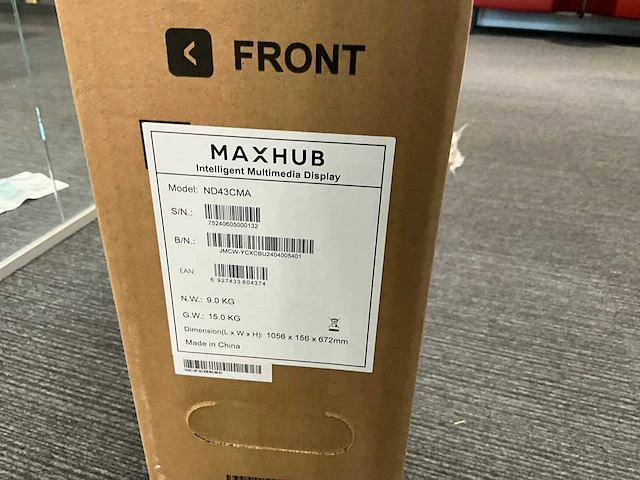 FRONT
MAXHUB
Intelligent Multimedia Display
Model: ND43CMA
S/N.:
75240605000132
B/N.:
JMCW-YCXCBU2404005401
EAN:
6 927433 604374
N.W.: 9.0 KG
G.W.: 15.0 KG
Dimension(L x W x H): 1056 x 156 x 672mm
Made in China